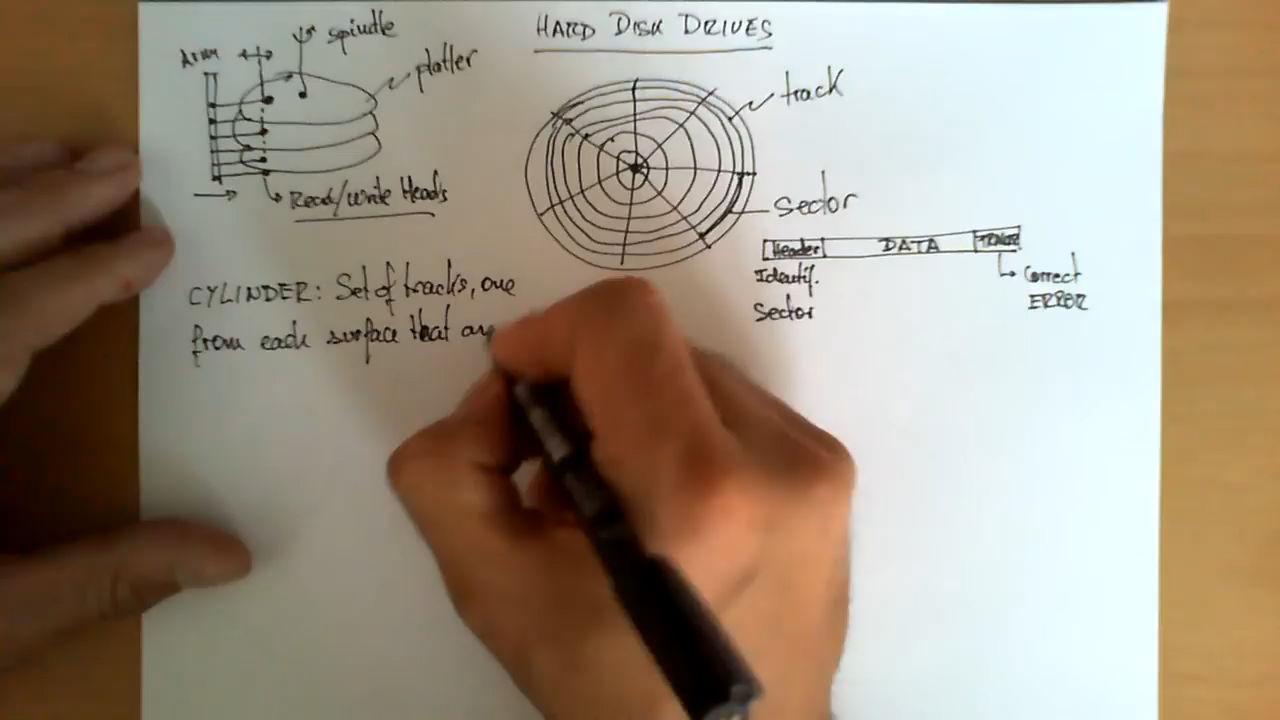 HARD DISK DRIVES
Arm
spindle
platter
Read/Write Heads
track
sector
Header DATA
Identif.
Sector
Correct
ERROR
CYLINDER: Set of tracks, one
from each surface that are